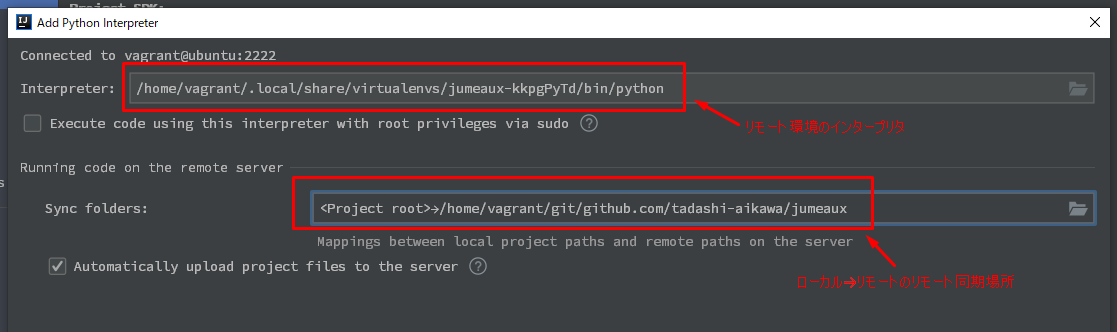 Project SDK:
IJ
Add Python Interpreter
Connected to vagrant@ubuntu:2222
Interpreter: /home/vagrant/.local/share/virtualenvs/jumeaux-kkpgPyTd/bin/python
Execute code using this interpreter with root privileges via sudo ?
リモート環境のインタープリタ
Running code on the remote server
s
Sync folders: <Project root>→/home/vagrant/git/github.com/tadashi-aikawa/jumeaux
Mappings between local project paths and remote paths on the server
Automatically upload project files to the server ?
ローカル→リモートのリモート同期場所